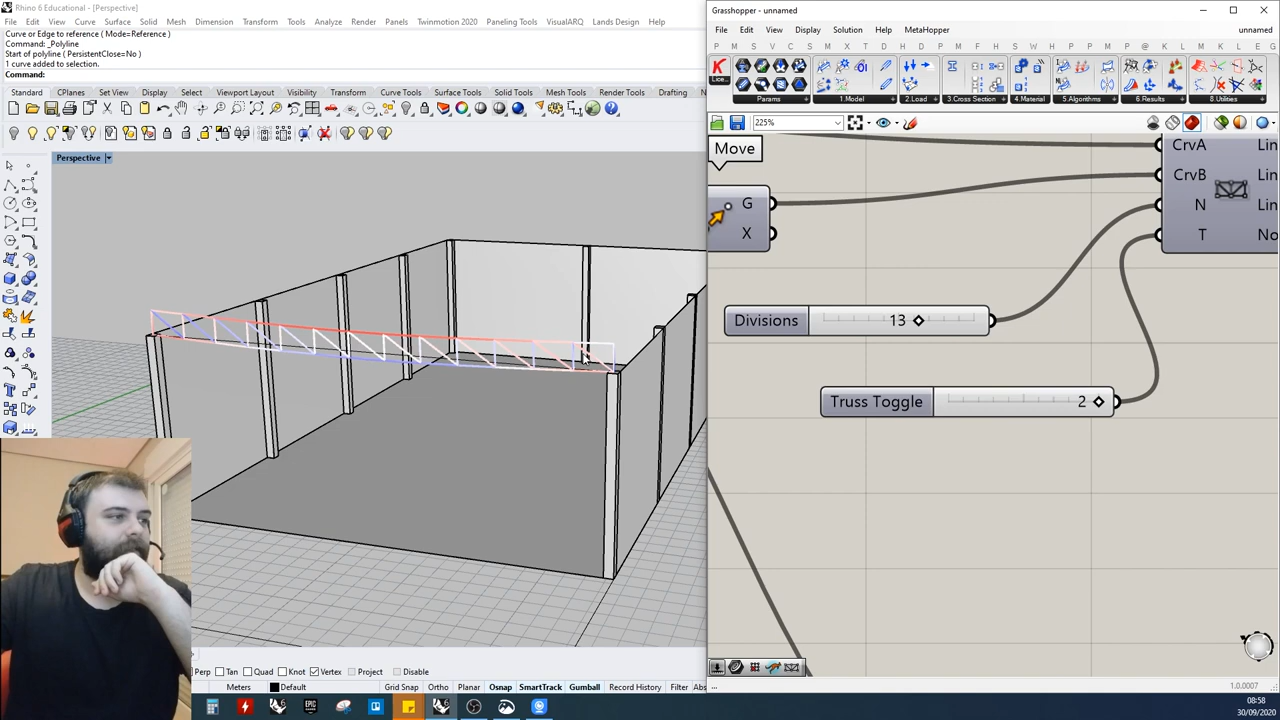 Rhino 6 Educational - [Perspective]
File Edit View Curve Surface Solid Mesh Dimension Transform Tools Analyze Render Panels Twinmotion 2020 Paneling Tools VisualARQ Lands Design Help
Curve or Edge to reference ( Mode=Reference )
Command: _Polyline
Start of polyline ( PersistentClose=No )
1 curve added to selection.
Command:
Standard CPlanes Set View Display Select Viewport Layout Visibility Transform Curve Tools Surface Tools Solid Tools Mesh Tools Render Tools Drafting
Perspective
Perp Tan Quad Knot Vertex Project Disable
Meters Default Grid Snap Ortho Planar Osnap SmartTrack Gumball Record History Filter Abs
Grasshopper - unnamed
File Edit View Display Solution Help MetaHopper unnamed
P M S V C S M X T D H D P F H K L M P @ K L W U
Lice...
Params 1.Model 2.Load 3.Cross Section 4.Material 5.Algorithms 6.Results 8.Utilities
225%
Move
G
X
CrvA
CrvB
N
T
Lin
Lin
Lin
No
Divisions 13
Truss Toggle 2
... 1.0.0007
08:58
30/09/2020